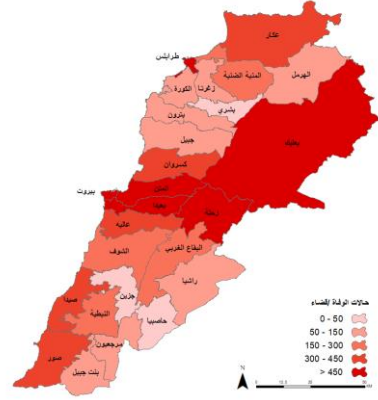 عكار
طرابلس
المنية الضنية
الهرمل
زغرتا
الكورة
بشري
بترون
بعلبك
جبيل
كسروان
المتن
بيروت
بعبدا
زحلة
عاليه
البقاع الغربي
الشوف
راشيا
صيدا
جزين
النبطية
حاصبيا
مرجعيون
صور
بنت جبيل
حالات الوفاة /قضاء
0 - 50
50 - 150
150 - 300
300 - 450
> 450
N